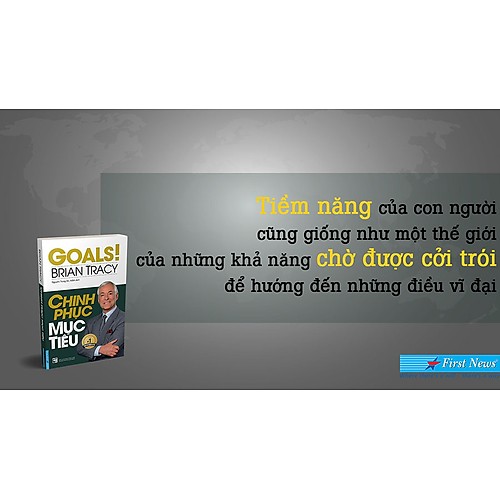 Tiềm năng của con người
cũng giống như một thế giới
của những khả năng chờ được cởi trói
để hướng đến những điều vĩ đại
GOALS!
BRIAN TRACY
CHINH
PHỤC
MỤC
TIÊU
First News